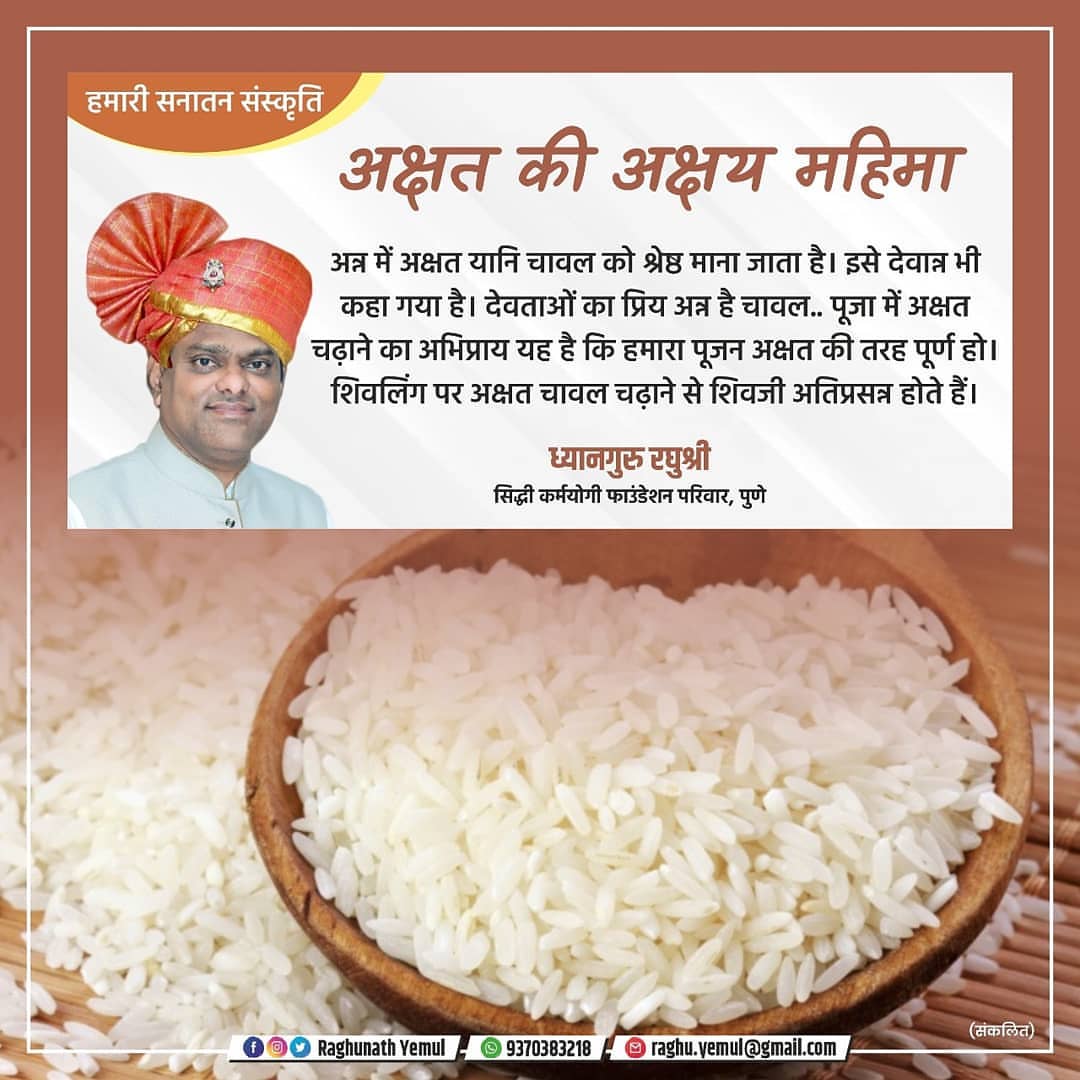 हमारी सनातन संस्कृति
अक्षत की अक्षय महिमा
अन्न में अक्षत यानि चावल को श्रेष्ठ माना जाता है। इसे देवान्न भी
कहा गया है। देवताओं का प्रिय अन्न है चावल.. पूजा में अक्षत
चढ़ाने का अभिप्राय यह है कि हमारा पूजन अक्षत की तरह पूर्ण हो।
शिवलिंग पर अक्षत चावल चढ़ाने से शिवजी अतिप्रसन्न होते हैं।
ध्यानगुरु रघुश्री
सिद्धी कर्मयोगी फाउंडेशन परिवार, पुणे
(संकलित)
Raghunath Yemul 9370383218 raghu.yemul@gmail.com